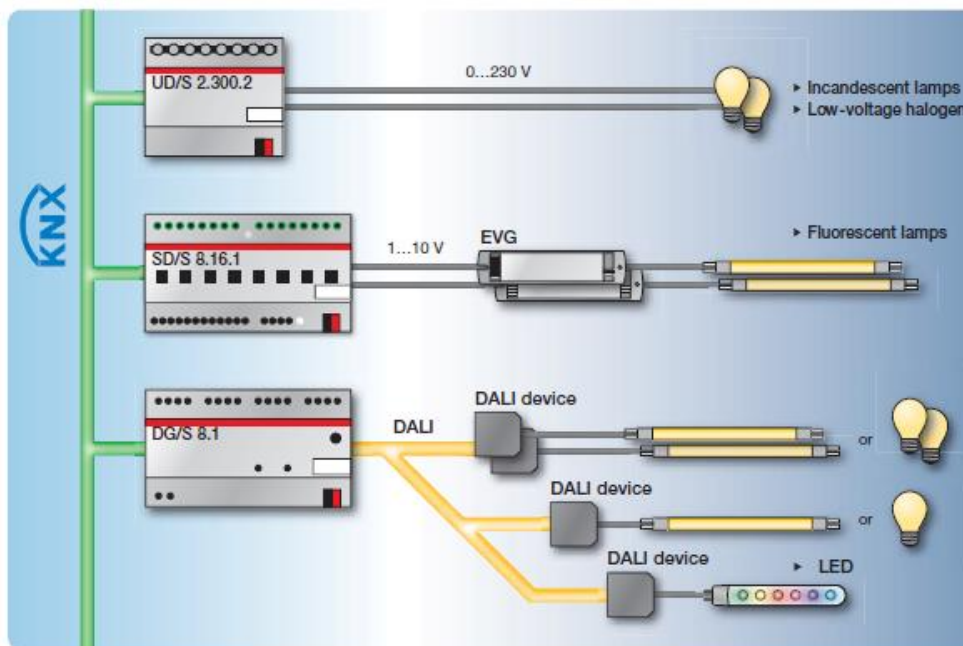 UD/S 2.300.2
0...230 V
▸ Incandescent lamps
▸ Low-voltage halogen
KNX
SD/S 8.16.1
1...10 V
EVG
▸ Fluorescent lamps
DG/S 8.1
DALI
DALI device
or
DALI device
or
DALI device
▸ LED